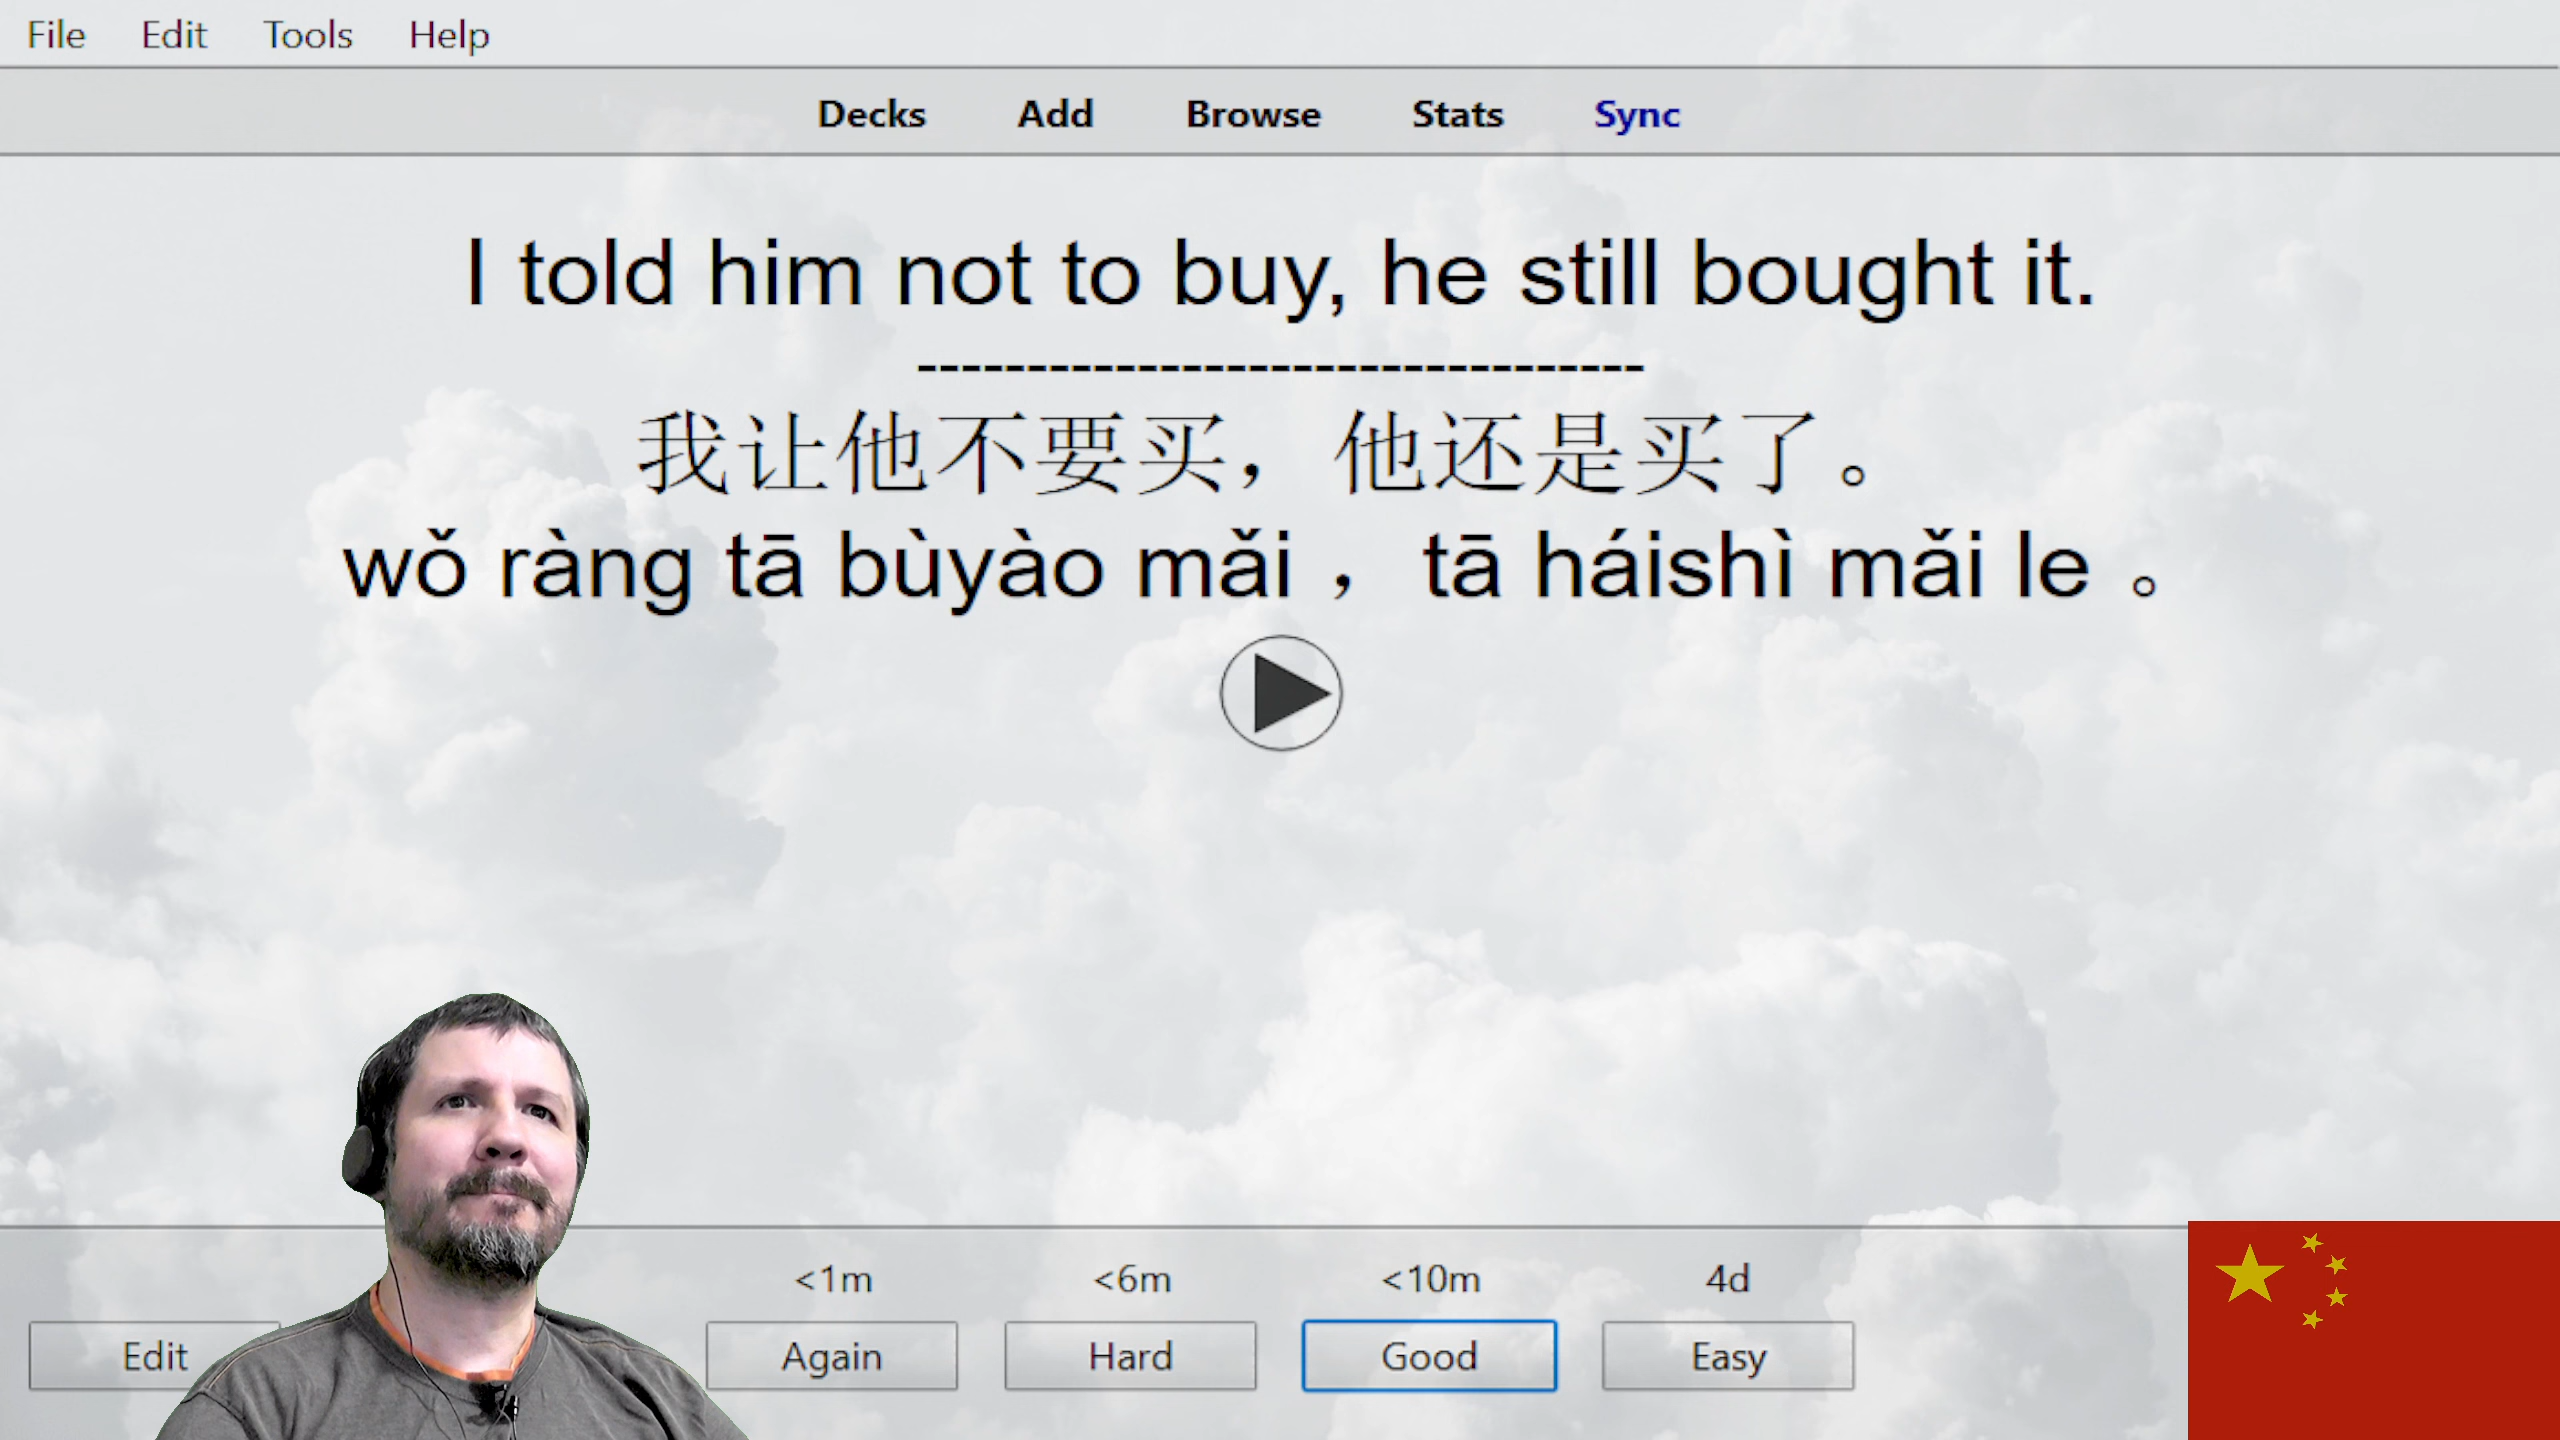 File Edit Tools Help
Decks Add Browse Stats Sync
I told him not to buy, he still bought it.
---------------------------------
我让他不要买，他还是买了。
wǒ ràng tā bùyào mǎi ，tā háishì mǎi le 。
<1m <6m <10m 4d
Edit Again Hard Good Easy